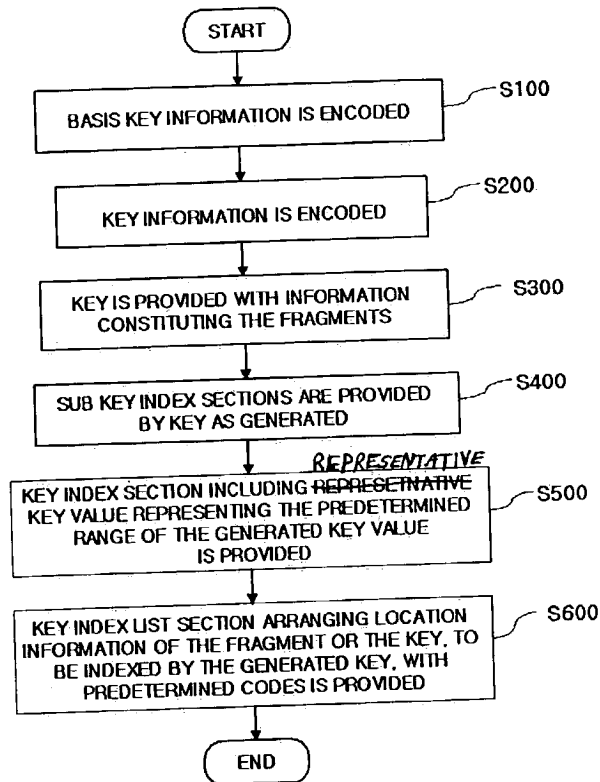 START
BASIS KEY INFORMATION IS ENCODED
S100
KEY INFORMATION IS ENCODED
S200
KEY IS PROVIDED WITH INFORMATION
CONSTITUTING THE FRAGMENTS
S300
SUB KEY INDEX SECTIONS ARE PROVIDED
BY KEY AS GENERATED
S400
REPRESENTATIVE
KEY INDEX SECTION INCLUDING REPRESETNATIVE
KEY VALUE REPRESENTING THE PREDETERMINED
RANGE OF THE GENERATED KEY VALUE
IS PROVIDED
S500
KEY INDEX LIST SECTION ARRANGING LOCATION
INFORMATION OF THE FRAGMENT OR THE KEY, TO
BE INDEXED BY THE GENERATED KEY, WITH
PREDETERMINED CODES IS PROVIDED
S600
END